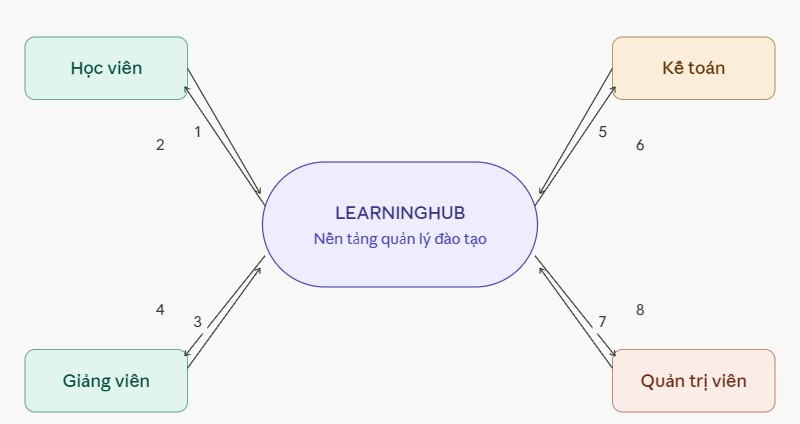 Học viên
Kế toán
1
2
5
6
LEARNINGHUB
Nền tảng quản lý đào tạo
4
3
7
8
Giảng viên
Quản trị viên